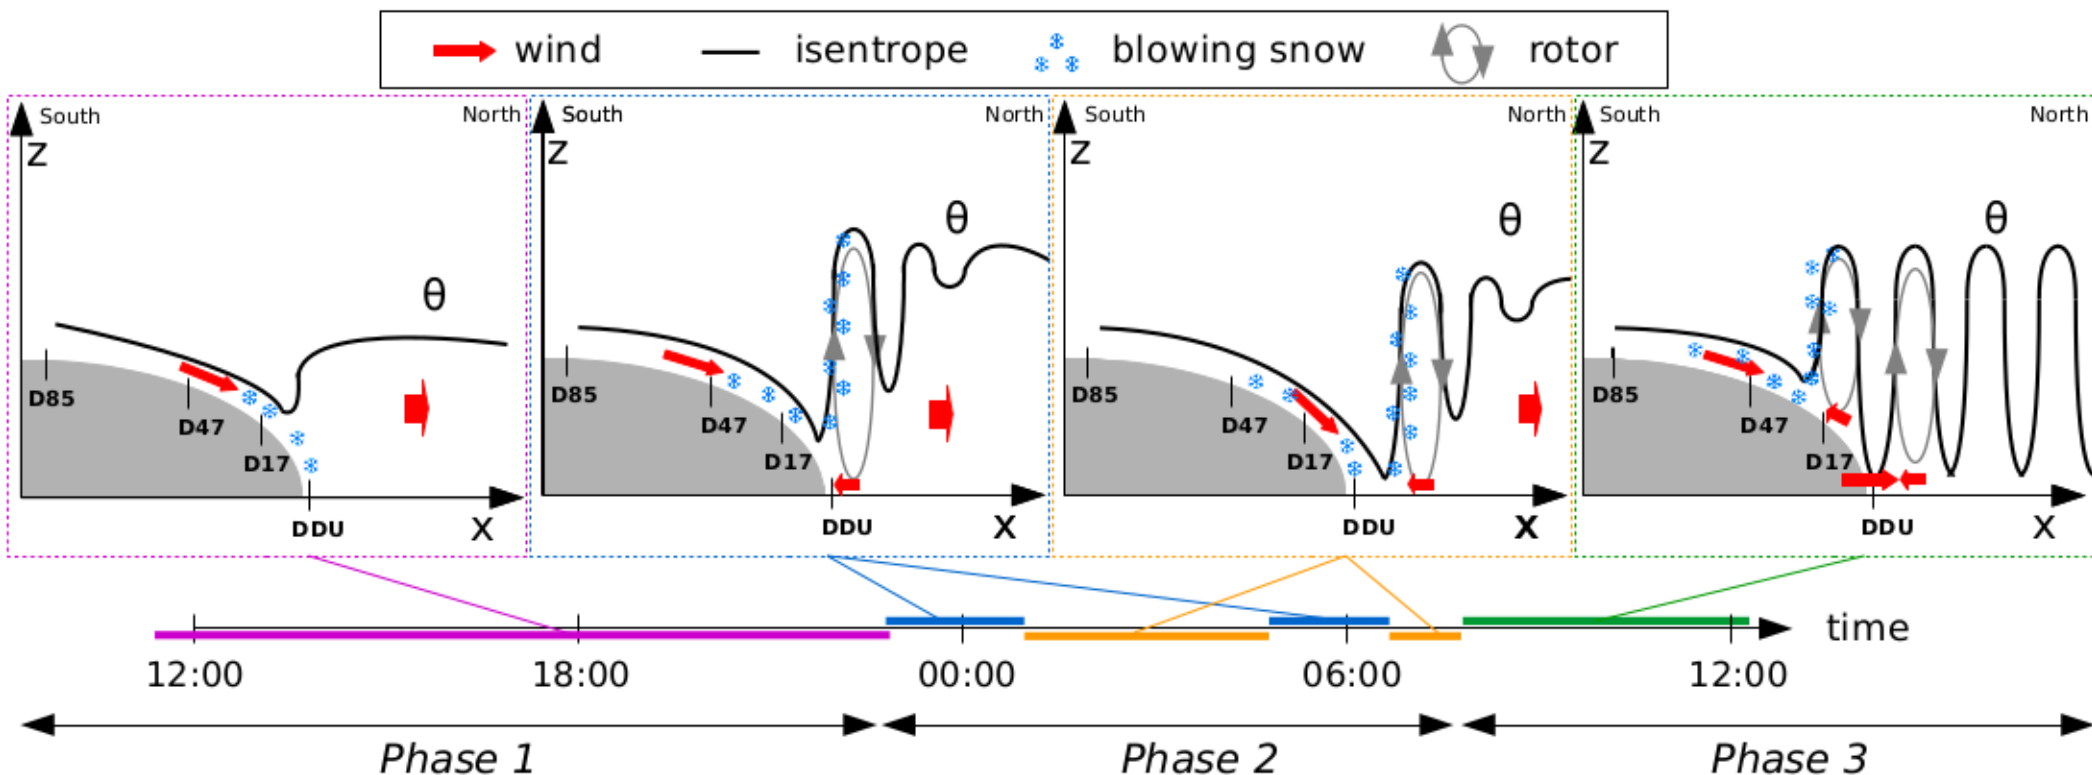 wind isentrope blowing snow rotor
South North
Z
θ
D85
D47
D17
DDU
X
South North
Z
θ
D85
D47
D17
DDU
X
South North
Z
θ
D85
D47
D17
DDU
X
South North
Z
θ
D85
D47
D17
DDU
X
time
12:00 18:00 00:00 06:00 12:00
Phase 1 Phase 2 Phase 3